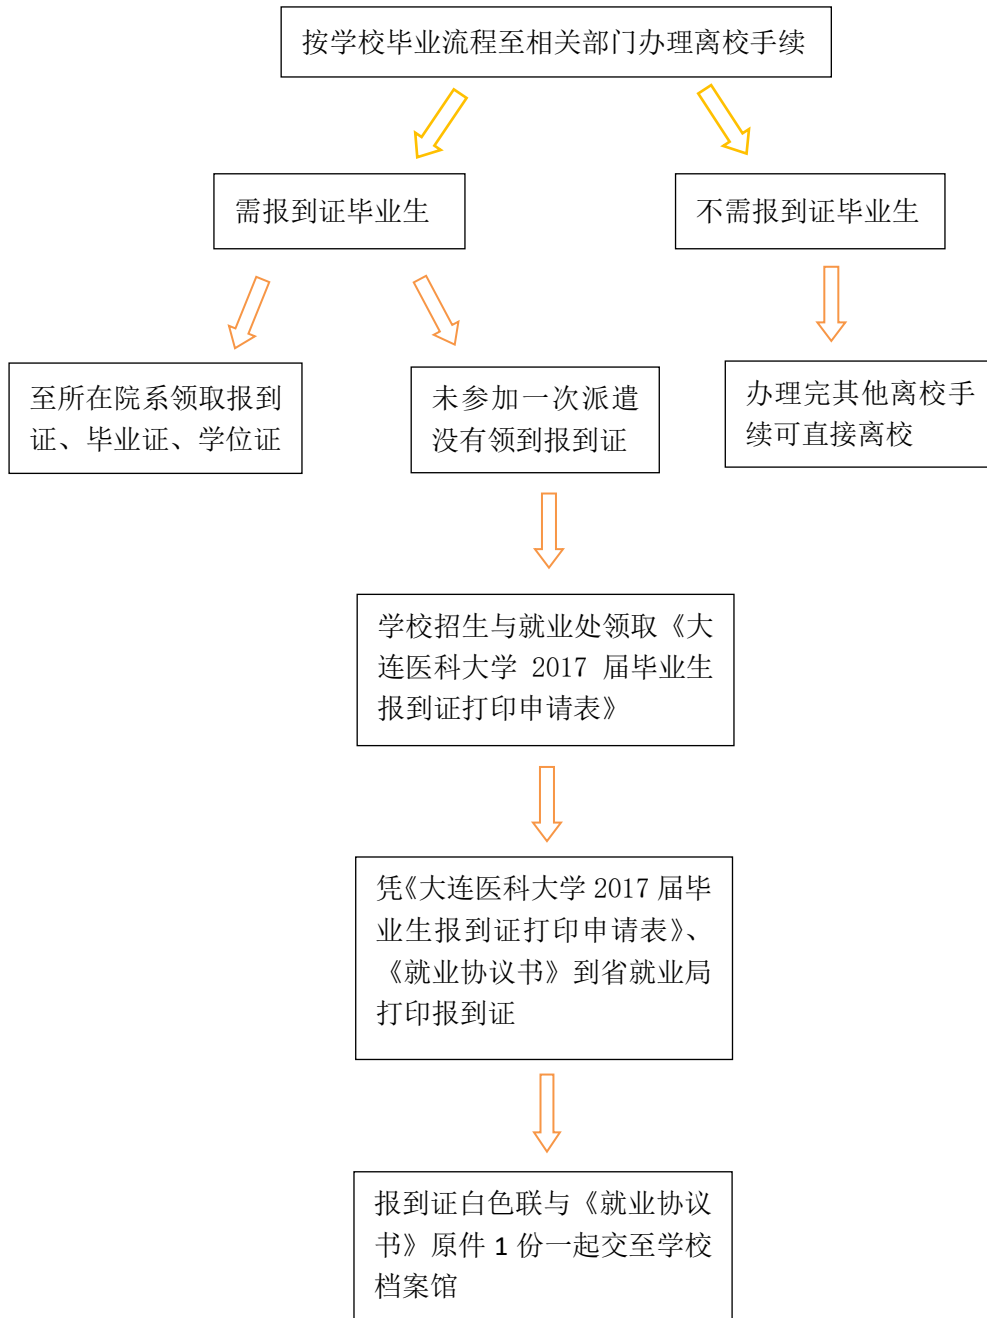 按学校毕业流程至相关部门办理离校手续
需报到证毕业生
不需报到证毕业生
至所在院系领取报到
证、毕业证、学位证
未参加一次派遣
没有领到报到证
办理完其他离校手
续可直接离校
学校招生与就业处领取《大
连医科大学 2017 届毕业生
报到证打印申请表》
凭《大连医科大学 2017 届毕
业生报到证打印申请表》、
《就业协议书》到省就业局
打印报到证
报到证白色联与《就业协议
书》原件 1 份一起交至学校
档案馆